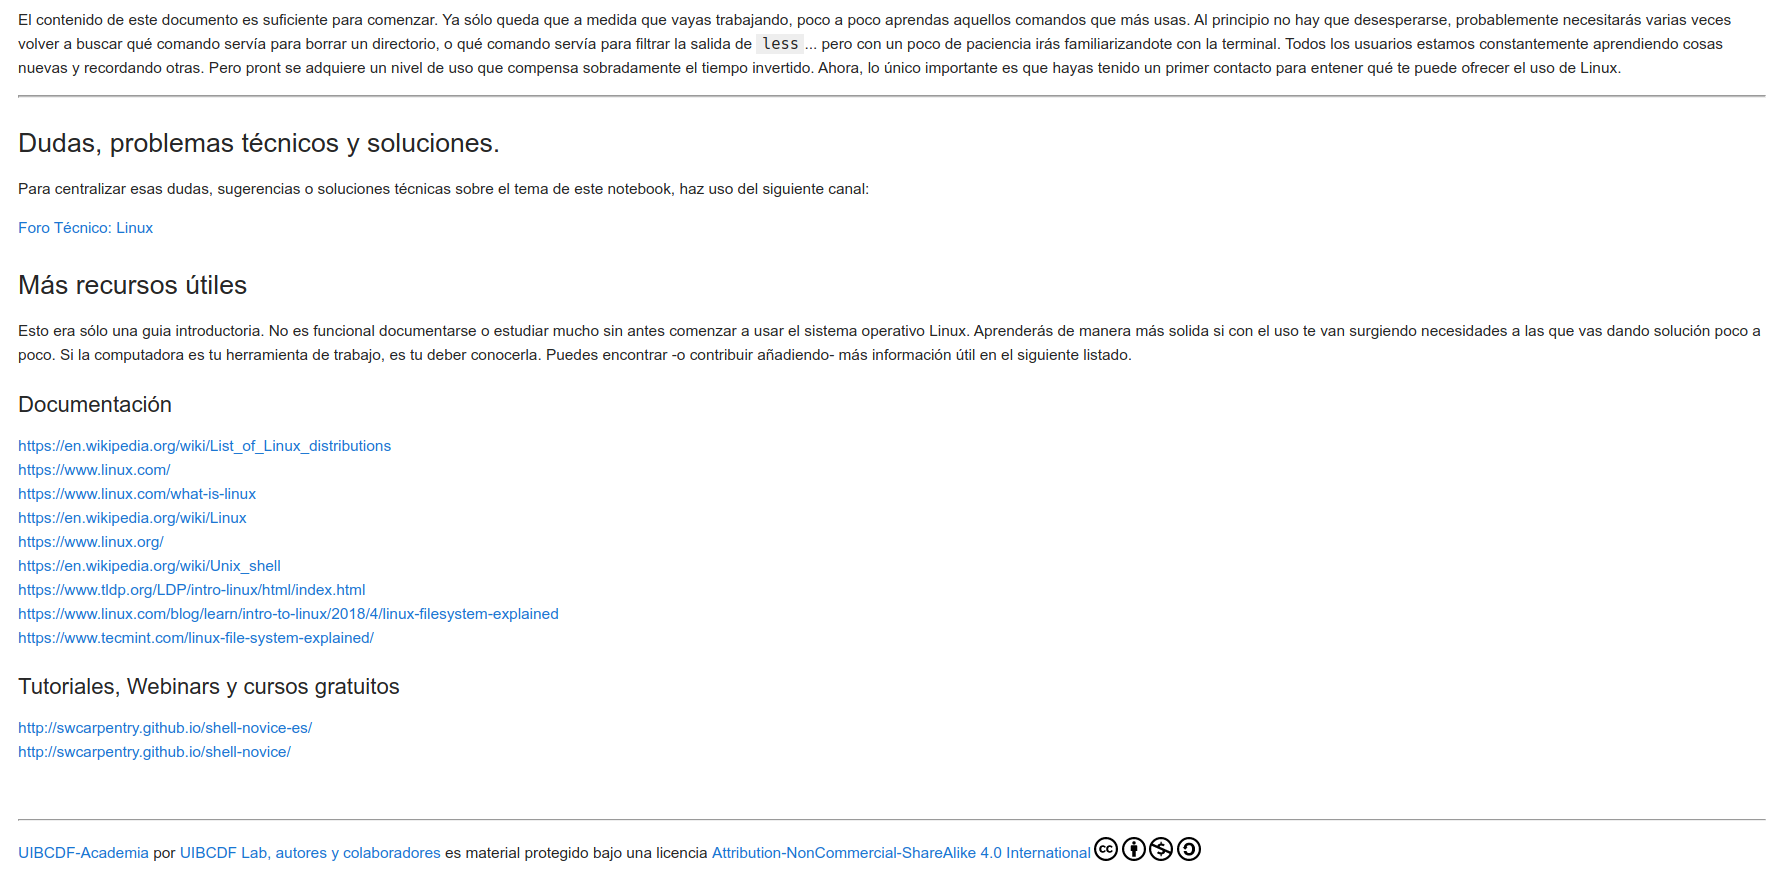 El contenido de este documento es suficiente para comenzar. Ya sólo queda que a medida que vayas trabajando, poco a poco aprendas aquellos comandos que más usas. Al principio no hay que desesperarse, probablemente necesitarás varias veces
volver a buscar qué comando servía para borrar un directorio, o qué comando servía para filtrar la salida de less ... pero con un poco de paciencia irás familiarizandote con la terminal. Todos los usuarios estamos constantemente aprendiendo cosas
nuevas y recordando otras. Pero pront se adquiere un nivel de uso que compensa sobradamente el tiempo invertido. Ahora, lo único importante es que hayas tenido un primer contacto para entener qué te puede ofrecer el uso de Linux.
Dudas, problemas técnicos y soluciones.
Para centralizar esas dudas, sugerencias o soluciones técnicas sobre el tema de este notebook, haz uso del siguiente canal:
Foro Técnico: Linux
Más recursos útiles
Esto era sólo una guia introductoria. No es funcional documentarse o estudiar mucho sin antes comenzar a usar el sistema operativo Linux. Aprenderás de manera más solida si con el uso te van surgiendo necesidades a las que vas dando solución poco a
poco. Si la computadora es tu herramienta de trabajo, es tu deber conocerla. Puedes encontrar -o contribuir añadiendo- más información útil en el siguiente listado.
Documentación
https://en.wikipedia.org/wiki/List_of_Linux_distributions
https://www.linux.com/
https://www.linux.com/what-is-linux
https://en.wikipedia.org/wiki/Linux
https://www.linux.org/
https://en.wikipedia.org/wiki/Unix_shell
https://www.tldp.org/LDP/intro-linux/html/index.html
https://www.linux.com/blog/learn/intro-to-linux/2018/4/linux-filesystem-explained
https://www.tecmint.com/linux-file-system-explained/
Tutoriales, Webinars y cursos gratuitos
http://swcarpentry.github.io/shell-novice-es/
http://swcarpentry.github.io/shell-novice/
UIBCDF-Academia por UIBCDF Lab, autores y colaboradores es material protegido bajo una licencia Attribution-NonCommercial-ShareAlike 4.0 International